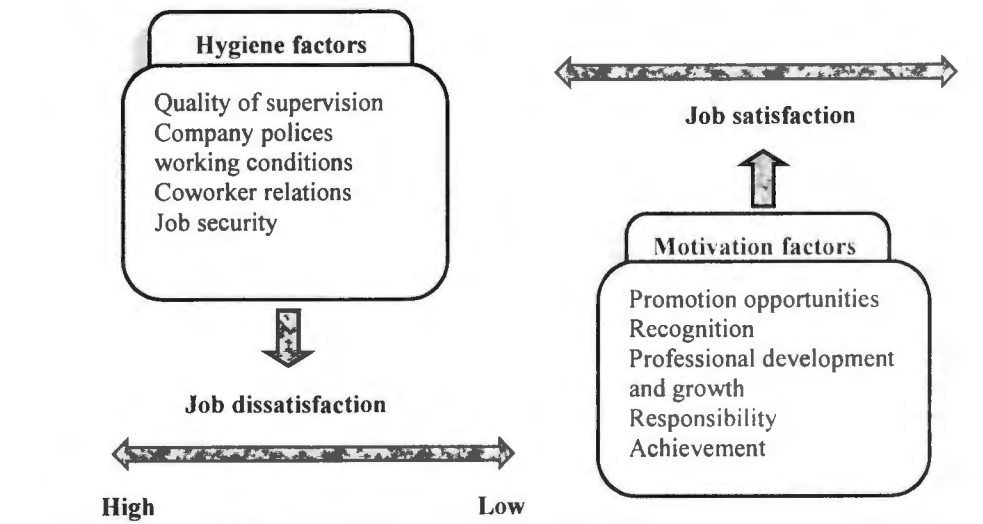 Hygiene factors
Quality of supervision
Company polices
working conditions
Coworker relations
Job security
Job dissatisfaction
High
Low
Job satisfaction
Motivation factors
Promotion opportunities
Recognition
Professional development
and growth
Responsibility
Achievement